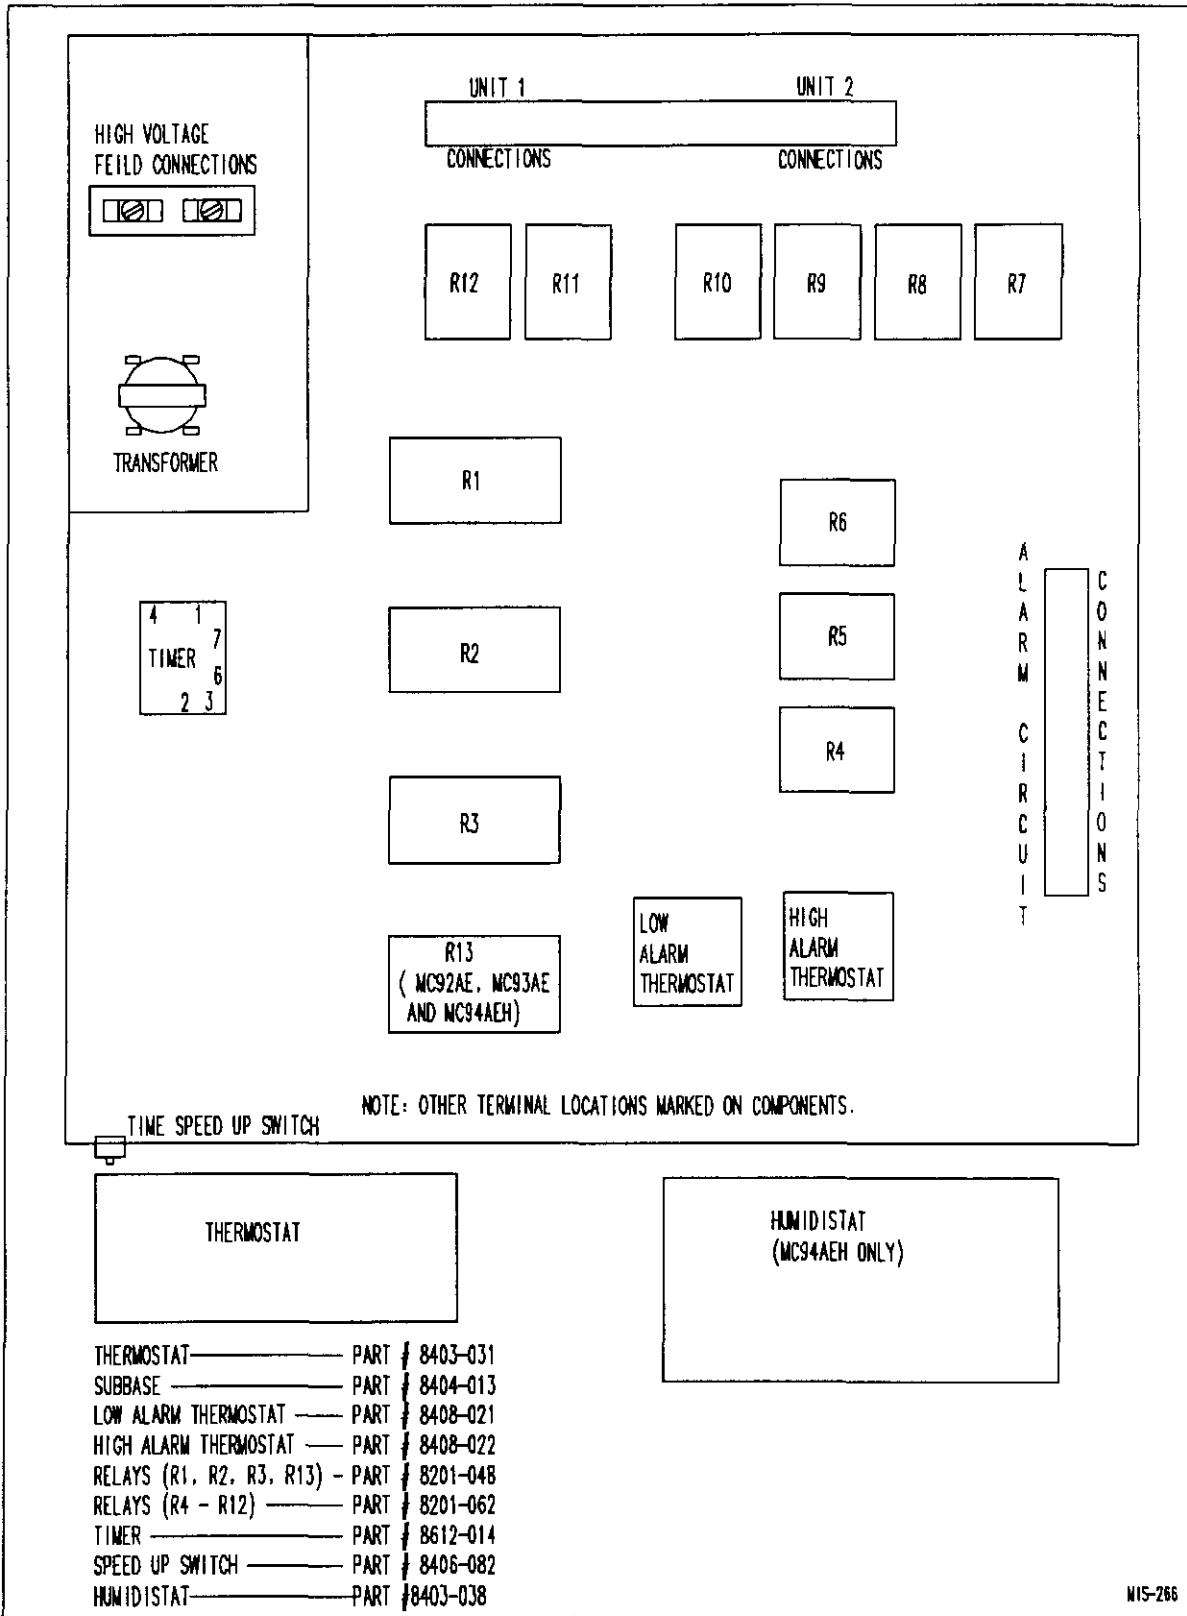 UNIT 1
UNIT 2
HIGH VOLTAGE
FEILD CONNECTIONS
CONNECTIONS
CONNECTIONS
R12
R11
R10
R9
R8
R7
TRANSFORMER
R1
R6
ALARM CIRCUIT
CONNECTIONS
4 1
7
TIMER
6
2 3
R2
R5
R4
R3
LOW
ALARM
THERMOSTAT
HIGH
ALARM
THERMOSTAT
R13
( MC92AE, MC93AE
AND MC94AEH)
NOTE: OTHER TERMINAL LOCATIONS MARKED ON COMPONENTS.
TIME SPEED UP SWITCH
THERMOSTAT
HUMIDISTAT
(MC94AEH ONLY)
THERMOSTAT PART # 8403-031
SUBBASE PART # 8404-013
LOW ALARM THERMOSTAT PART # 8408-021
HIGH ALARM THERMOSTAT PART # 8408-022
RELAYS (R1, R2, R3, R13) - PART # 8201-048
RELAYS (R4 - R12) PART # 8201-062
TIMER PART # 8612-014
SPEED UP SWITCH PART # 8406-082
HUMIDISTAT PART #8403-038
MIS-266